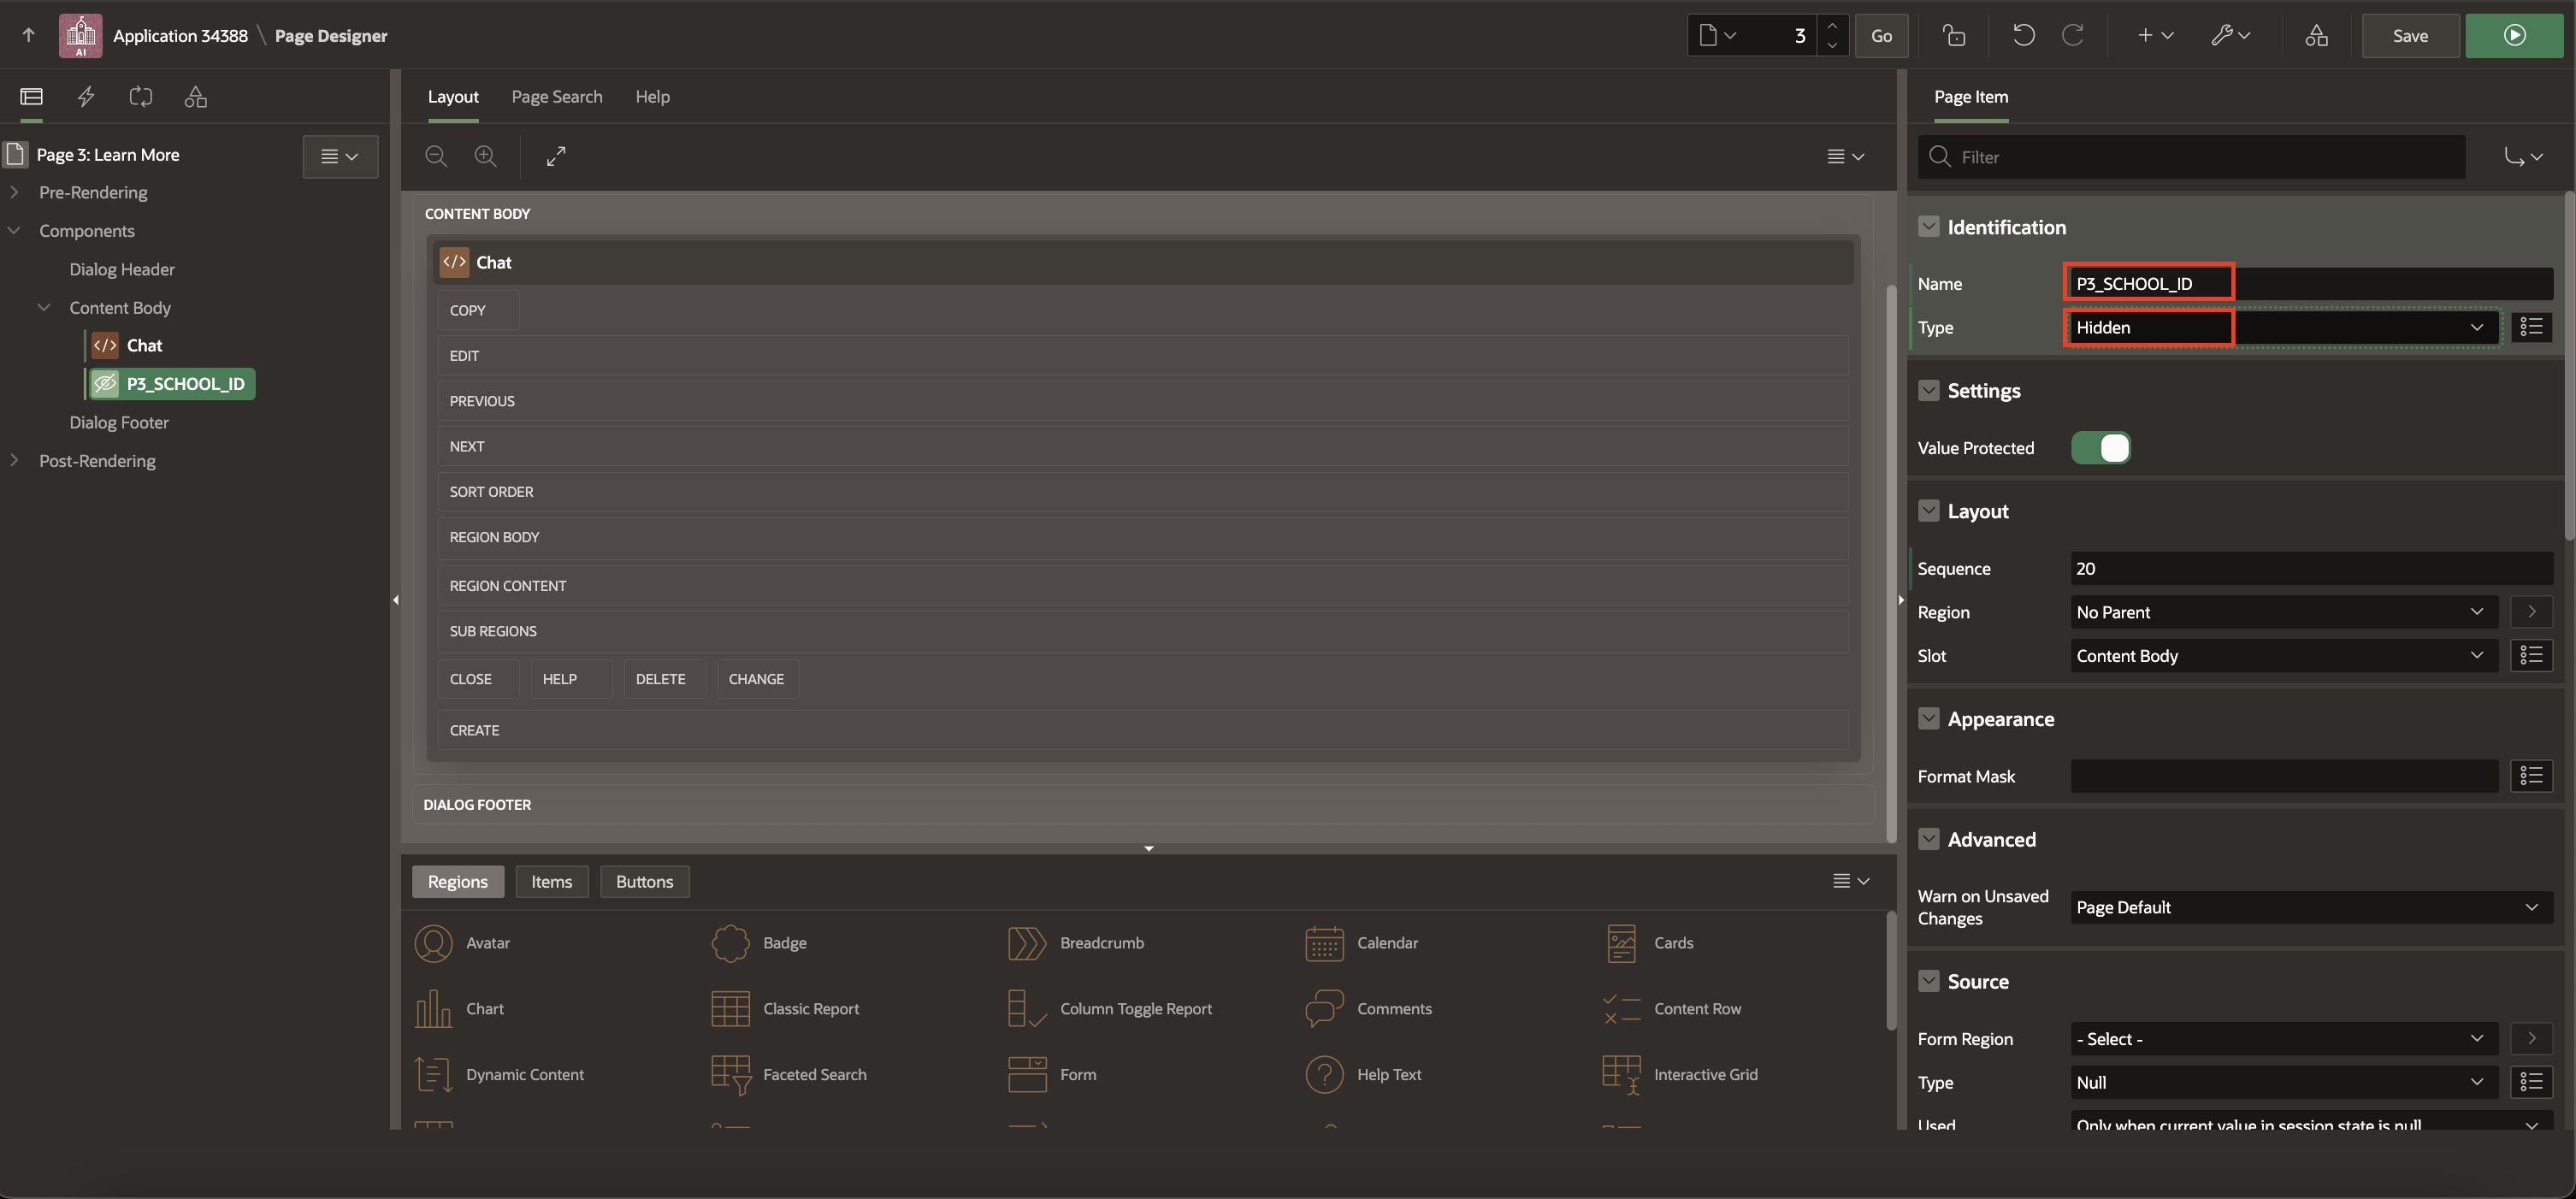 AI
Application 34388 \ Page Designer
3
Go
Save
Page 3: Learn More
Pre-Rendering
Components
Dialog Header
Content Body
</> Chat
P3_SCHOOL_ID
Dialog Footer
Post-Rendering
Layout
Page Search
Help
CONTENT BODY
</> Chat
COPY
EDIT
PREVIOUS
NEXT
SORT ORDER
REGION BODY
REGION CONTENT
SUB REGIONS
CLOSE
HELP
DELETE
CHANGE
CREATE
DIALOG FOOTER
Regions
Items
Buttons
Avatar
Badge
Breadcrumb
Calendar
Cards
Chart
Classic Report
Column Toggle Report
Comments
Content Row
Dynamic Content
Faceted Search
Form
Help Text
Interactive Grid
Page Item
Filter
Identification
Name
P3_SCHOOL_ID
Type
Hidden
Settings
Value Protected
Layout
Sequence
20
Region
No Parent
Slot
Content Body
Appearance
Format Mask
Advanced
Warn on Unsaved
Changes
Page Default
Source
Form Region
- Select -
Type
Null
Used
Only when current value in session state is null